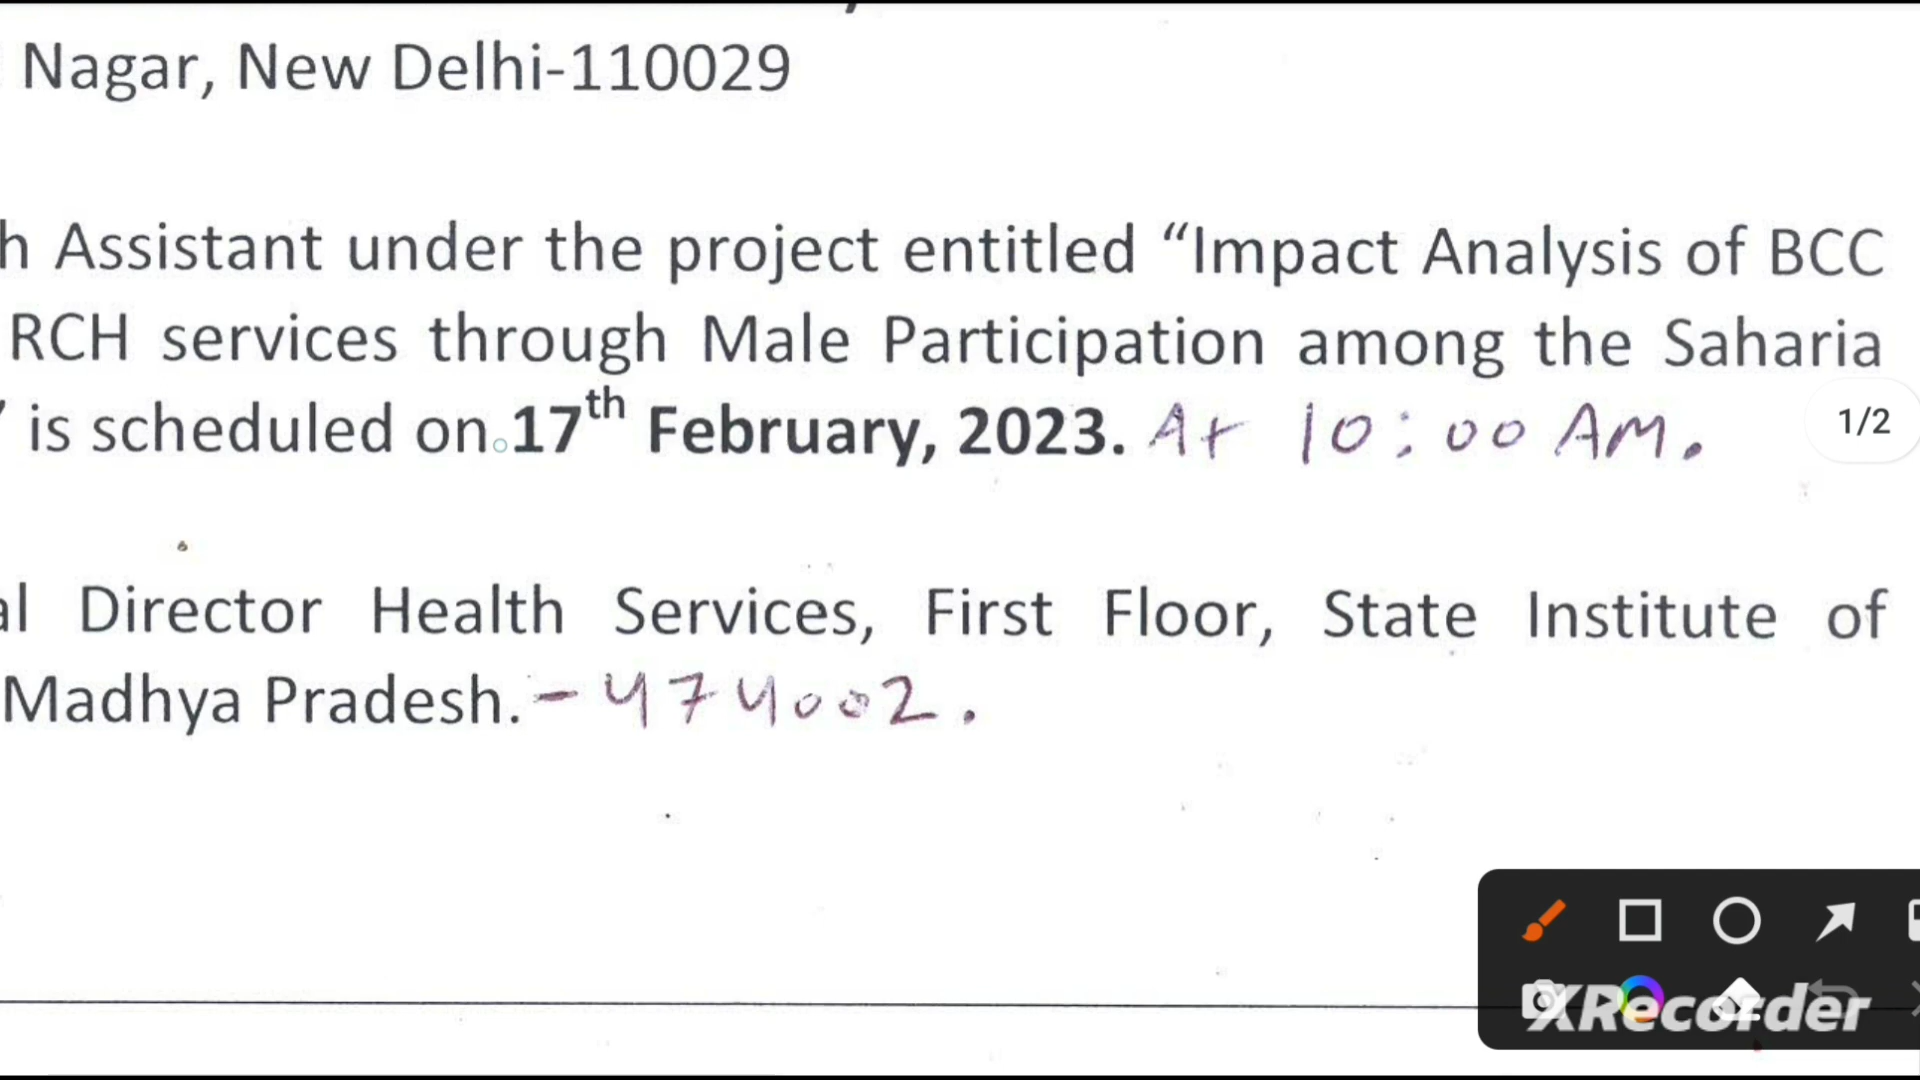 Nagar, New Delhi-110029
h Assistant under the project entitled “Impact Analysis of BCC
RCH services through Male Participation among the Saharia
” is scheduled on 17th February, 2023. At 10:00 AM.
1/2
al Director Health Services, First Floor, State Institute of
Madhya Pradesh. - 474002.
XRecorder